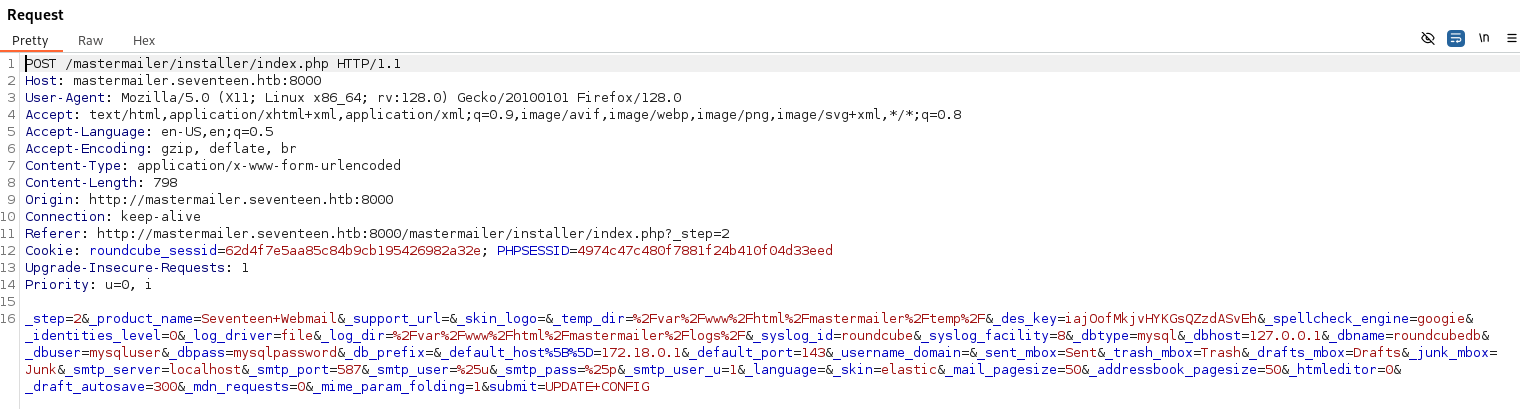 Request
Pretty Raw Hex \n
1 POST /mastermailer/installer/index.php HTTP/1.1
2 Host: mastermailer.seventeen.htb:8000
3 User-Agent: Mozilla/5.0 (X11; Linux x86_64; rv:128.0) Gecko/20100101 Firefox/128.0
4 Accept: text/html,application/xhtml+xml,application/xml;q=0.9,image/avif,image/webp,image/png,image/svg+xml,*/*;q=0.8
5 Accept-Language: en-US,en;q=0.5
6 Accept-Encoding: gzip, deflate, br
7 Content-Type: application/x-www-form-urlencoded
8 Content-Length: 798
9 Origin: http://mastermailer.seventeen.htb:8000
10 Connection: keep-alive
11 Referer: http://mastermailer.seventeen.htb:8000/mastermailer/installer/index.php?_step=2
12 Cookie: roundcube_sessid=62d4f7e5aa85c84b9cb195426982a32e; PHPSESSID=4974c47c480f7881f24b410f04d33eed
13 Upgrade-Insecure-Requests: 1
14 Priority: u=0, i
15
16 _step=2&_product_name=Seventeen+Webmail&_support_url=&_skin_logo=&_temp_dir=%2Fvar%2Fwww%2Fhtml%2Fmastermailer%2Ftemp%2F&_des_key=iajOofMkjvHYKGsQZzdASvEh&_spellcheck_engine=googie&
_identities_level=0&_log_driver=file&_log_dir=%2Fvar%2Fwww%2Fhtml%2Fmastermailer%2Flogs%2F&_syslog_id=roundcube&_syslog_facility=8&_dbtype=mysql&_dbhost=127.0.0.1&_dbname=roundcubedb&
_dbuser=mysqluser&_dbpass=mysqlpassword&_db_prefix=&_default_host%5B%5D=172.18.0.1&_default_port=143&_username_domain=&_sent_mbox=Sent&_trash_mbox=Trash&_drafts_mbox=Drafts&_junk_mbox=
Junk&_smtp_server=localhost&_smtp_port=587&_smtp_user=%25u&_smtp_pass=%25p&_smtp_user_u=1&_language=&_skin=elastic&_mail_pagesize=50&_addressbook_pagesize=50&_htmleditor=0&
_draft_autosave=300&_mdn_requests=0&_mime_param_folding=1&submit=UPDATE+CONFIG